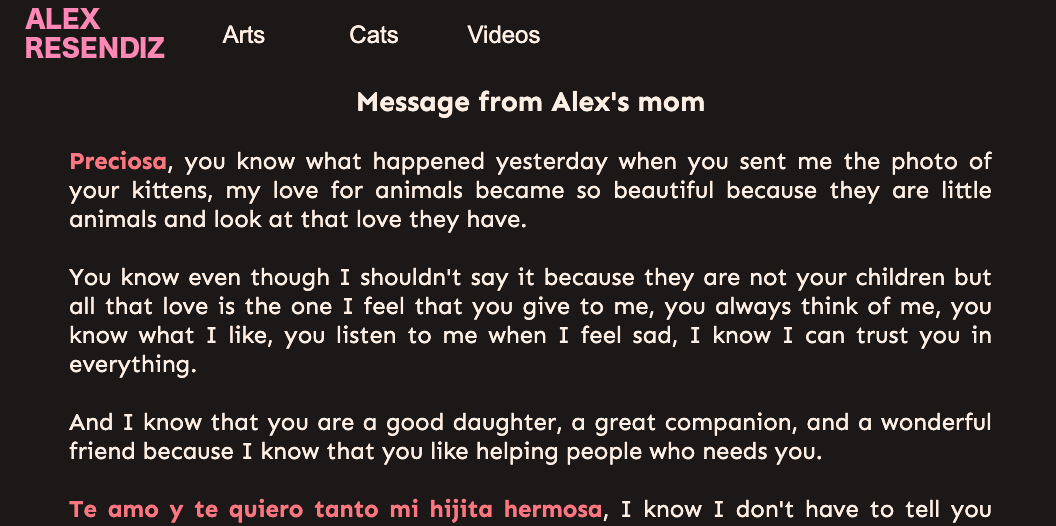 ALEX
RESENDIZ
Arts
Cats
Videos
Message from Alex's mom
Preciosa, you know what happened yesterday when you sent me the photo of
your kittens, my love for animals became so beautiful because they are little
animals and look at that love they have.
You know even though I shouldn't say it because they are not your children but
all that love is the one I feel that you give to me, you always think of me, you
know what I like, you listen to me when I feel sad, I know I can trust you in
everything.
And I know that you are a good daughter, a great companion, and a wonderful
friend because I know that you like helping people who needs you.
Te amo y te quiero tanto mi hijita hermosa, I know I don't have to tell you